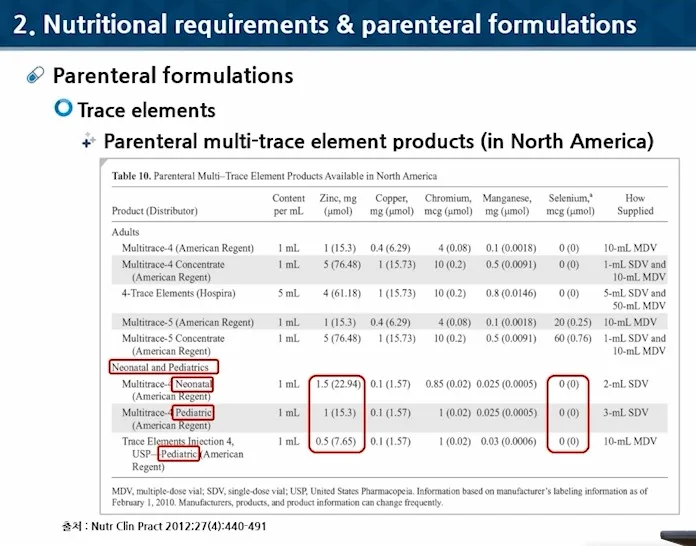 2. Nutritional requirements & parenteral formulations
Parenteral formulations
Trace elements
Parenteral multi-trace element products (in North America)
Table 10. Parenteral Multi–Trace Element Products Available in North America
Product (Distributor) Content per mL Zinc, mg (μmol) Copper, mg (μmol) Chromium, mcg (μmol) Manganese, mg (μmol) Selenium,ª mcg (μmol) How Supplied
Adults
Multitrace-4 (American Regent) 1 mL 1 (15.3) 0.4 (6.29) 4 (0.08) 0.1 (0.0018) 0 (0) 10-mL MDV
Multitrace-4 Concentrate (American Regent) 1 mL 5 (76.48) 1 (15.73) 10 (0.2) 0.5 (0.0091) 0 (0) 1-mL SDV and 10-mL MDV
4-Trace Elements (Hospira) 5 mL 4 (61.18) 1 (15.73) 10 (0.2) 0.8 (0.0146) 0 (0) 5-mL SDV and 50-mL MDV
Multitrace-5 (American Regent) 1 mL 1 (15.3) 0.4 (6.29) 4 (0.08) 0.1 (0.0018) 20 (0.25) 10-mL MDV
Multitrace-5 Concentrate (American Regent) 1 mL 5 (76.48) 1 (15.73) 10 (0.2) 0.5 (0.0091) 60 (0.76) 1-mL SDV and 10-mL MDV
Neonatal and Pediatrics
Multitrace-4 Neonatal (American Regent) 1 mL 1.5 (22.94) 0.1 (1.57) 0.85 (0.02) 0.025 (0.0005) 0 (0) 2-mL SDV
Multitrace-4 Pediatric (American Regent) 1 mL 1 (15.3) 0.1 (1.57) 1 (0.02) 0.025 (0.0005) 0 (0) 3-mL SDV
Trace Elements Injection 4, USP—Pediatric (American Regent) 1 mL 0.5 (7.65) 0.1 (1.57) 1 (0.02) 0.03 (0.0006) 0 (0) 10-mL MDV
MDV, multiple-dose vial; SDV, single-dose vial; USP, United States Pharmacopeia. Information based on manufacturer's labeling information as of
February 1, 2010. Manufacturers, products, and product information can change frequently.
출처 : Nutr Clin Pract 2012;27(4):440-491